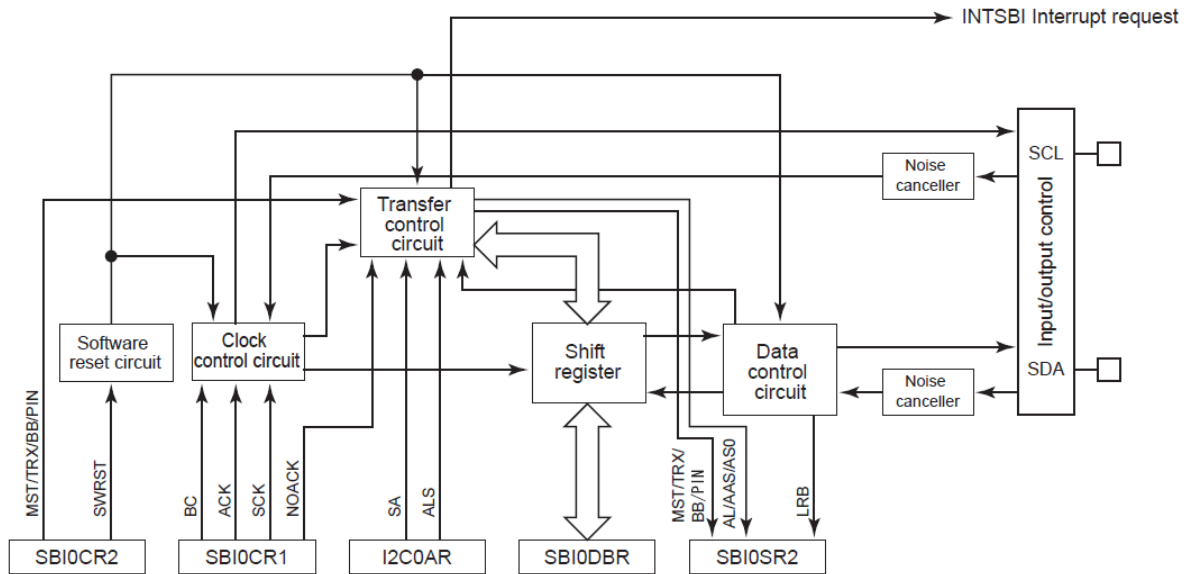 INTSBI Interrupt request
SCL
Noise
canceller
Input/output control
Transfer
control
circuit
Software
reset circuit
Clock
control circuit
Shift
register
Data
control
circuit
SDA
Noise
canceller
MST/TRX/BB/PIN
SWRST
BC
ACK
SCK
NOACK
SA
ALS
MST/TRX/
BB/PIN
AL/AAS/AS0
LRB
SBI0CR2
SBI0CR1
I2C0AR
SBI0DBR
SBI0SR2